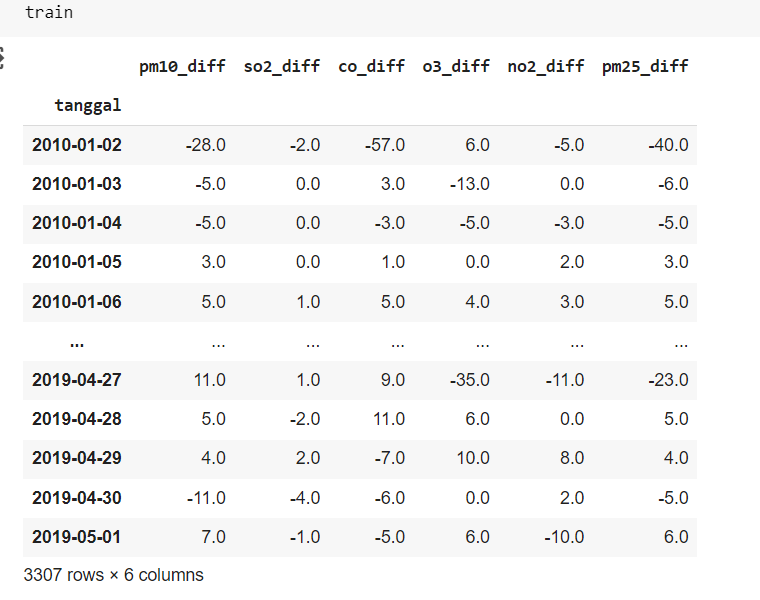 train
pm10_diff so2_diff co_diff o3_diff no2_diff pm25_diff
tanggal
2010-01-02 -28.0 -2.0 -57.0 6.0 -5.0 -40.0
2010-01-03 -5.0 0.0 3.0 -13.0 0.0 -6.0
2010-01-04 -5.0 0.0 -3.0 -5.0 -3.0 -5.0
2010-01-05 3.0 0.0 1.0 0.0 2.0 3.0
2010-01-06 5.0 1.0 5.0 4.0 3.0 5.0
... ... ... ... ... ... ...
2019-04-27 11.0 1.0 9.0 -35.0 -11.0 -23.0
2019-04-28 5.0 -2.0 11.0 6.0 0.0 5.0
2019-04-29 4.0 2.0 -7.0 10.0 8.0 4.0
2019-04-30 -11.0 -4.0 -6.0 0.0 2.0 -5.0
2019-05-01 7.0 -1.0 -5.0 6.0 -10.0 6.0
3307 rows × 6 columns